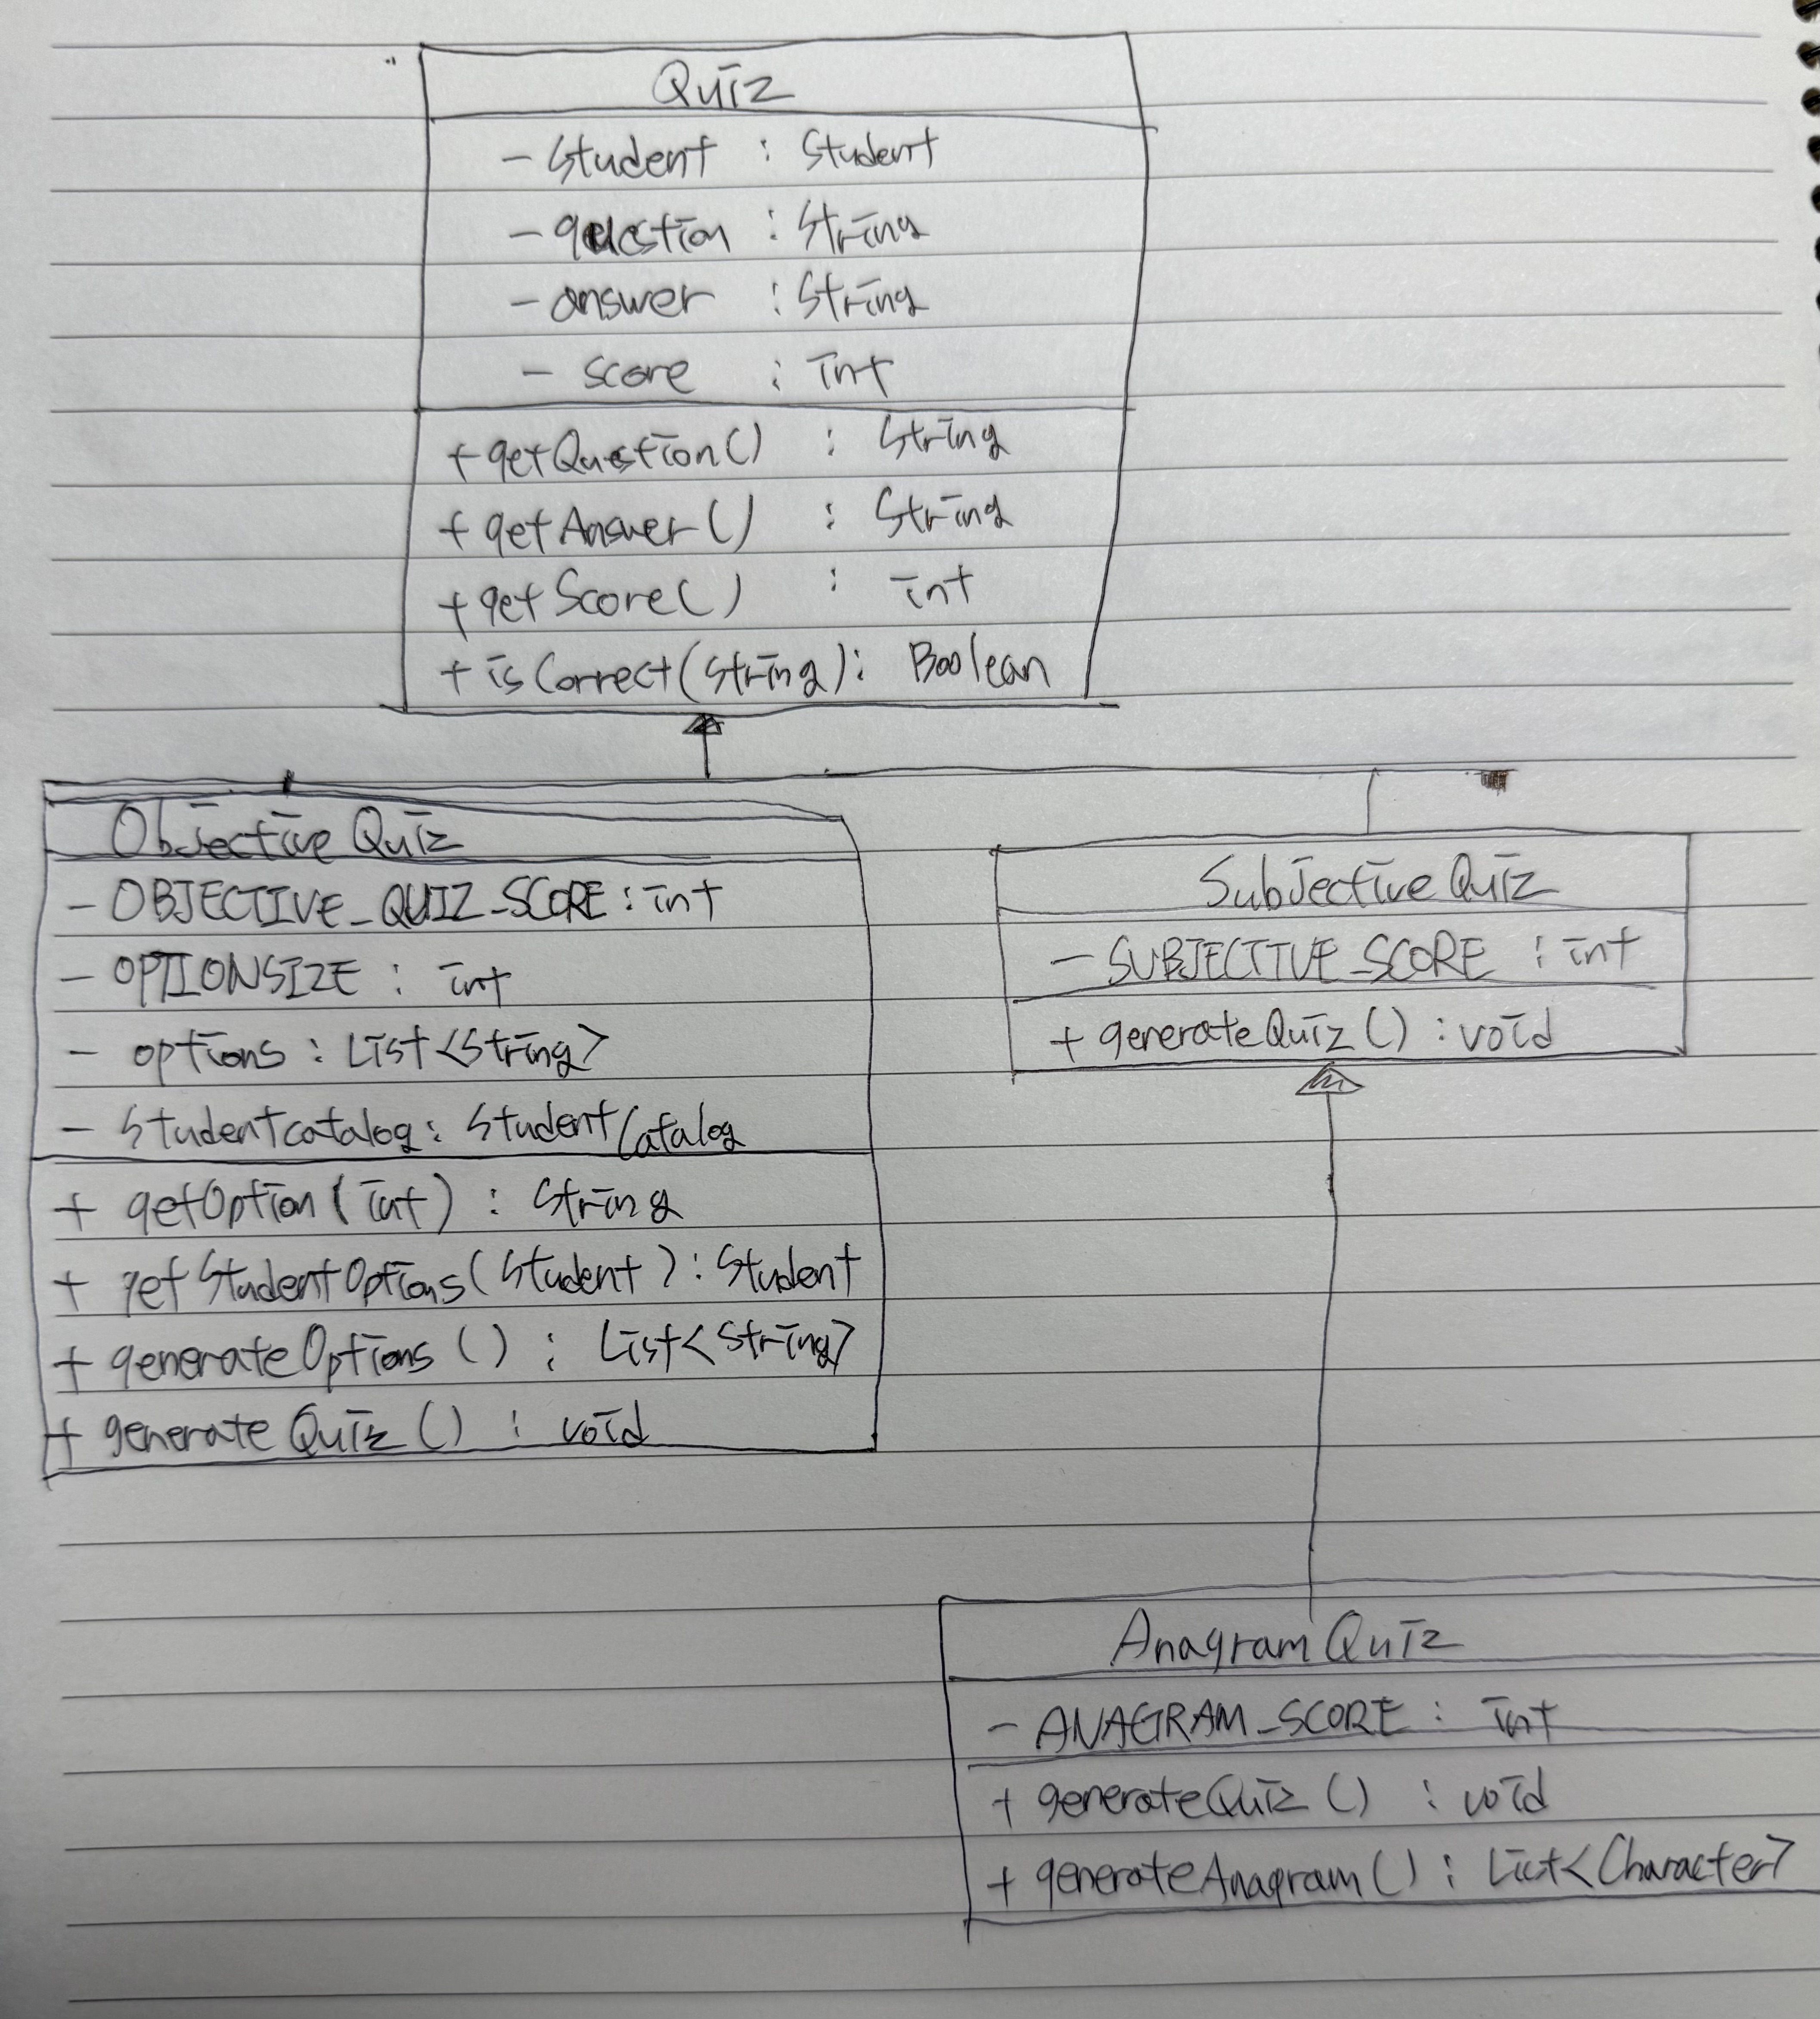 Quiz
- student : Student
- question : String
- answer : String
- score : int
+ getQuestion() : String
+ getAnswer() : String
+ getScore() : int
+ isCorrect(String) : Boolean
ObjectiveQuiz
- OBJECTIVE_QUIZ_SCORE : int
- OPTIONSIZE : int
- options : List<String>
- studentcatalog : StudentCatalog
+ getOption(int) : String
+ getStudentOptions(Student) : Student
+ generateOptions() : List<String>
+ generateQuiz() : void
SubjectiveQuiz
- SUBJECTIVE_SCORE : int
+ generateQuiz() : void
AnagramQuiz
- ANAGRAM_SCORE : int
+ generateQuiz() : void
+ generateAnagram() : List<Character>